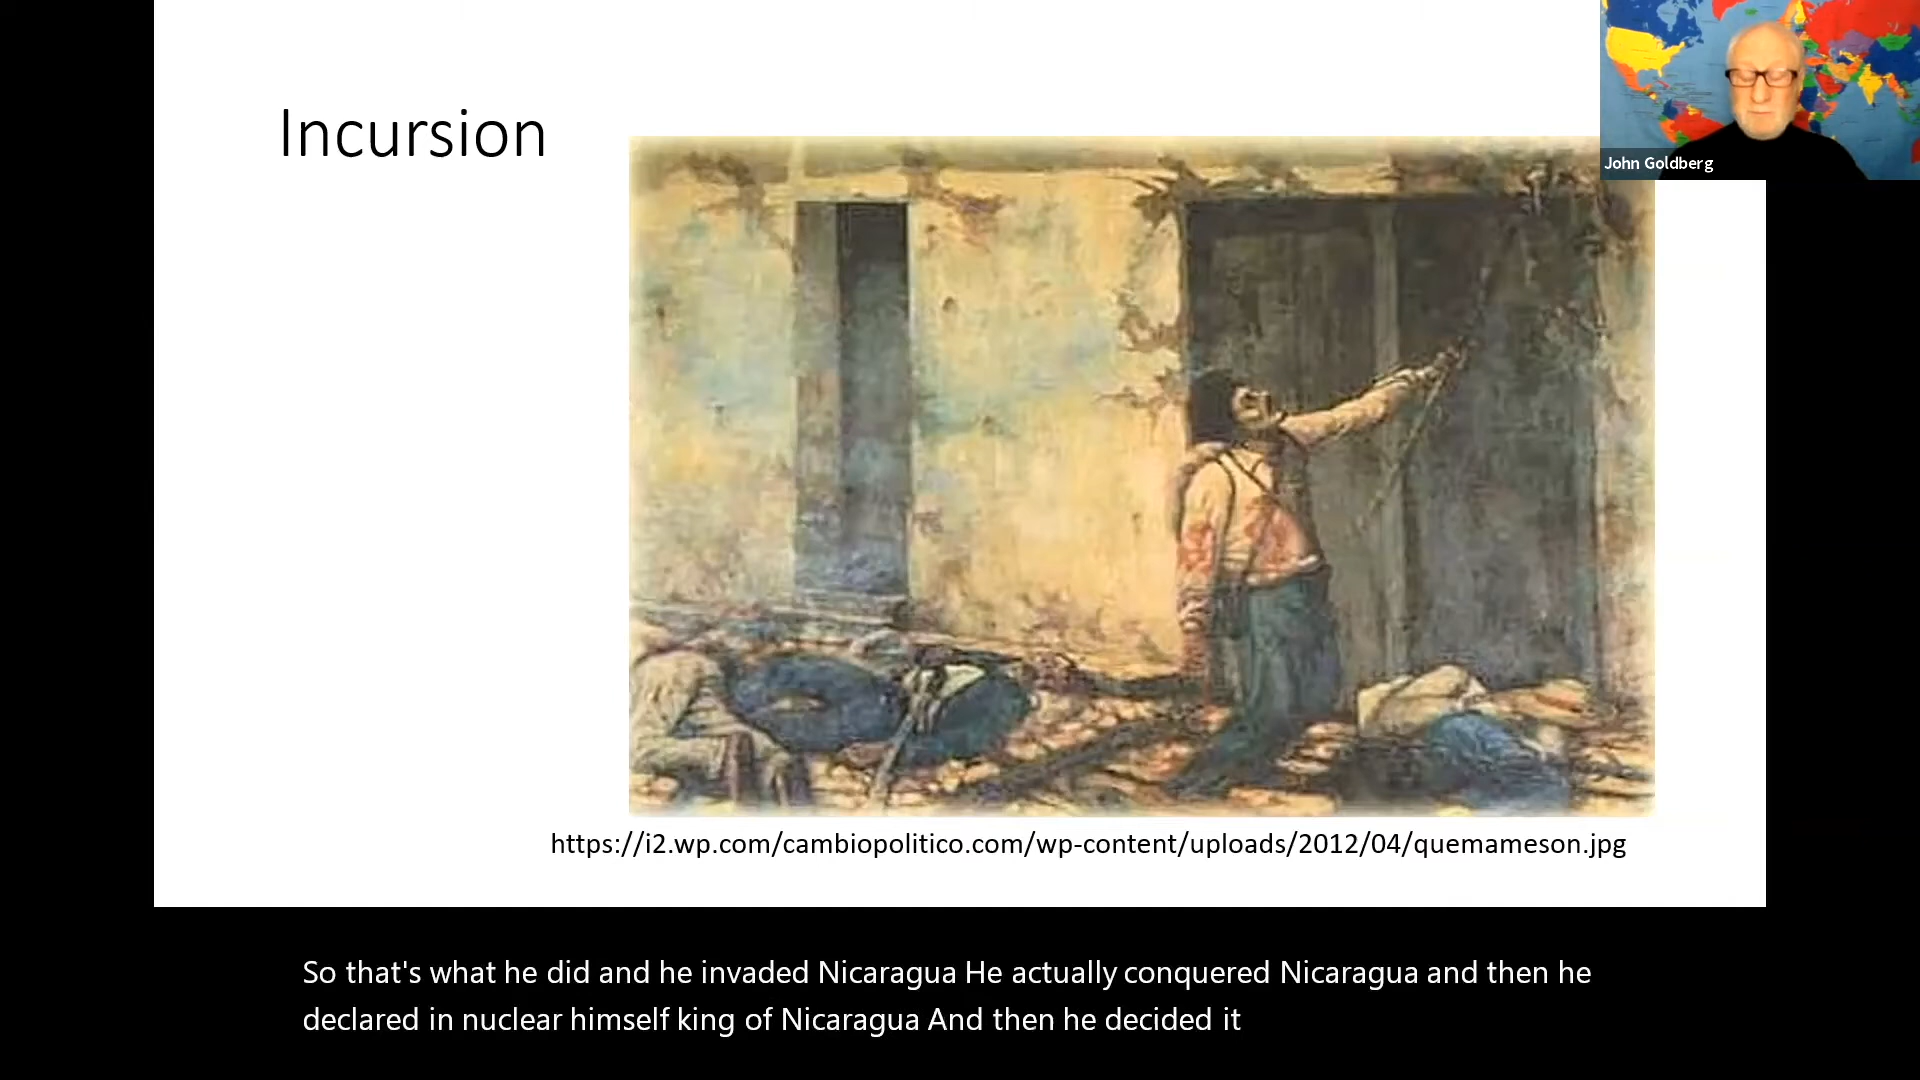 Incursion
John Goldberg
https://i2.wp.com/cambiopolitico.com/wp-content/uploads/2012/04/quemameson.jpg
So that's what he did and he invaded Nicaragua He actually conquered Nicaragua and then he
declared in nuclear himself king of Nicaragua And then he decided it